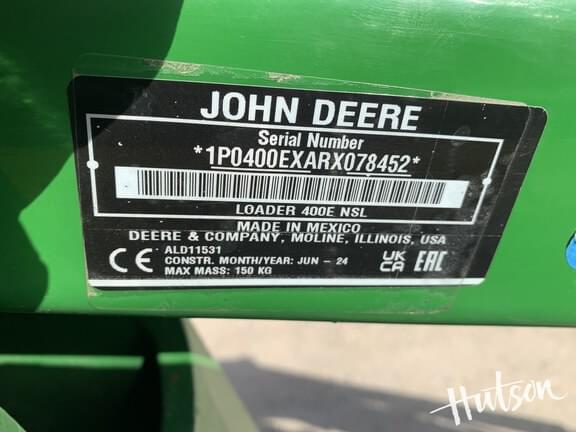 JOHN DEERE
Serial Number
*1P0400EXARX078452*
LOADER 400E NSL
MADE IN MEXICO
DEERE & COMPANY, MOLINE, ILLINOIS, USA
CE
ALD11531
CONSTR. MONTH/YEAR: JUN - 24
MAX MASS: 150 KG
UK
CA
EAC
Hutson